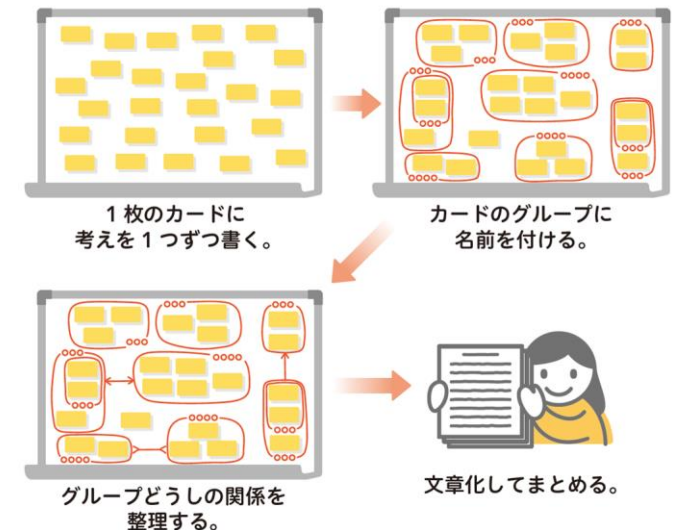 1枚のカードに
考えを1つずつ書く。
カードのグループに
名前を付ける。
グループどうしの関係を
整理する。
文章化してまとめる。